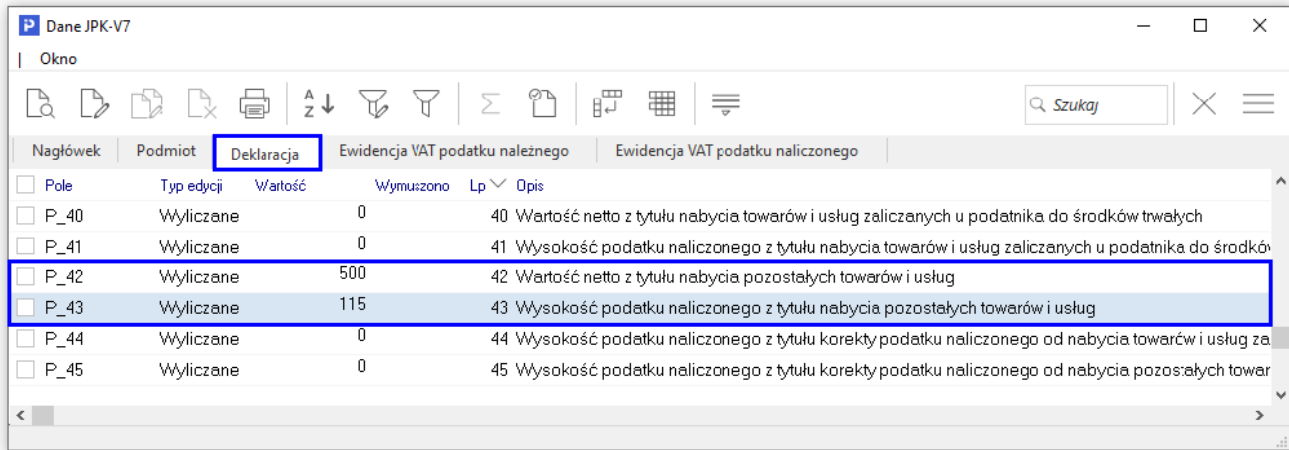 Dane JPK-V7
Okno
Szukaj
Nagłówek Podmiot Deklaracja Ewidencja VAT podatku należnego Ewidencja VAT podatku naliczonego
Pole Typ edycji Wartość Wymuszono Lp Opis
P_40 Wyliczane 0 40 Wartość netto z tytułu nabycia towarów i usług zaliczanych u podatnika do środków trwałych
P_41 Wyliczane 0 41 Wysokość podatku naliczonego z tytułu nabycia towarów i usług zaliczanych u podatnika do środków
P_42 Wyliczane 500 42 Wartość netto z tytułu nabycia pozostałych towarów i usług
P_43 Wyliczane 115 43 Wysokość podatku naliczonego z tytułu nabycia pozostałych towarów i usług
P_44 Wyliczane 0 44 Wysokość podatku naliczonego z tytułu korekty podatku naliczonego od nabycia towarów i usług za
P_45 Wyliczane 0 45 Wysokość podatku naliczonego z tytułu korekty podatku naliczonego od nabycia pozostałych towar